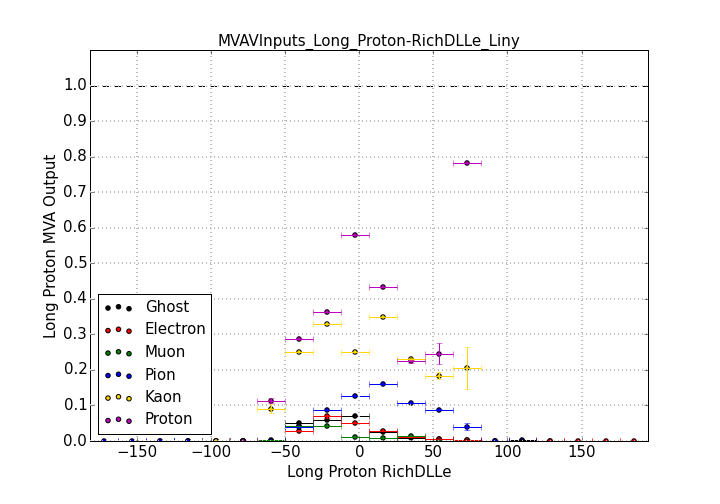 MVAVInputs_Long_Proton-RichDLLe_Liny
Long Proton MVA Output
1.0
0.9
0.8
0.7
0.6
0.5
0.4
0.3
0.2
0.1
0.0
Ghost
Electron
Muon
Pion
Kaon
Proton
−150 −100 −50 0 50 100 150
Long Proton RichDLLe